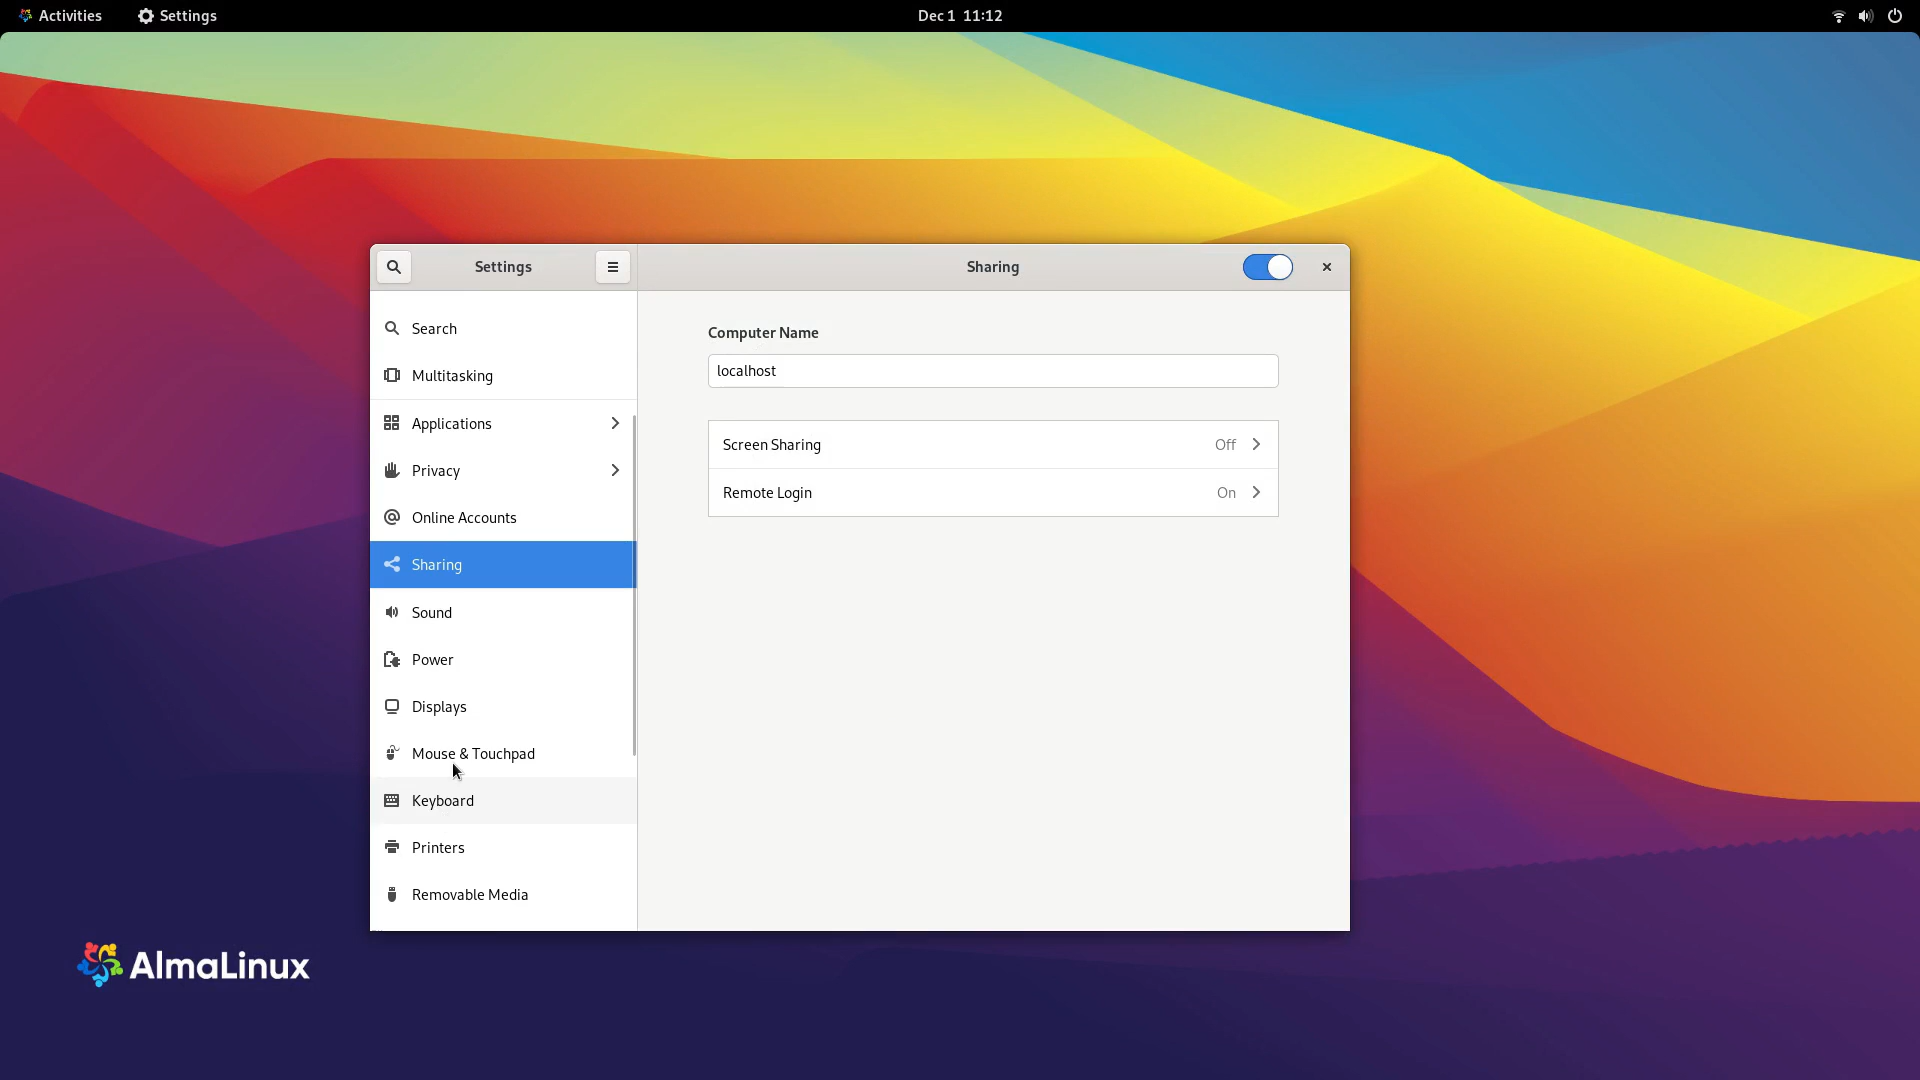 Activities
Settings
Dec 1 11:12
Settings
Sharing
Search
Multitasking
Applications
Privacy
Online Accounts
Sharing
Sound
Power
Displays
Mouse & Touchpad
Keyboard
Printers
Removable Media
Computer Name
localhost
Screen Sharing Off
Remote Login On
AlmaLinux